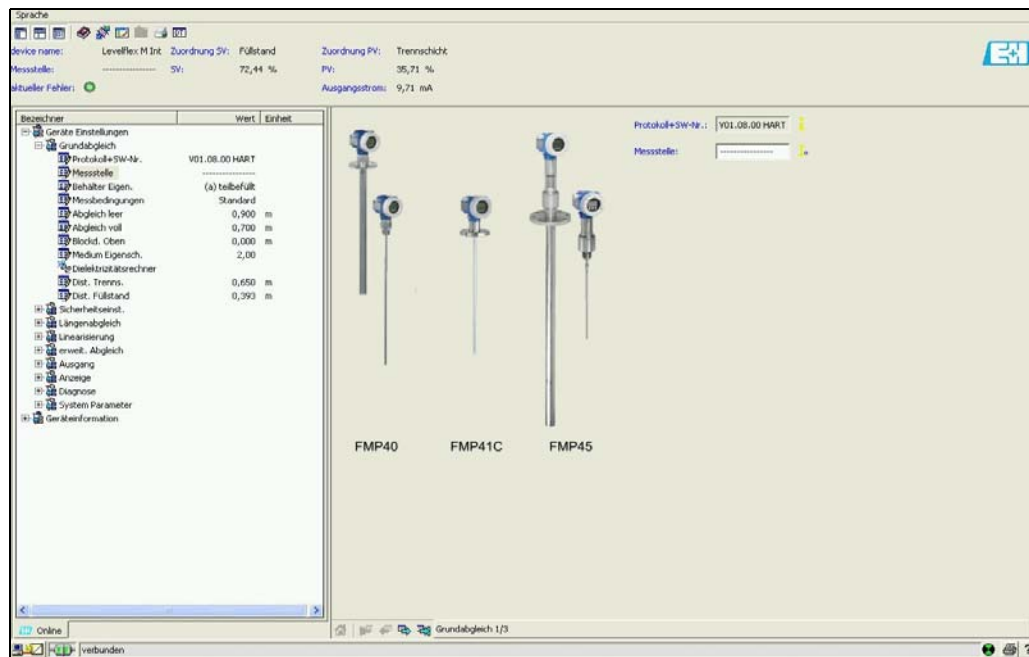 Sprache
device name: Levelflex M Int Zuordnung SV: Füllstand Zuordnung PV: Trennschicht
Messstelle: --------------- SV: 72,44 % PV: 35,71 %
aktueller Fehler: Ausgangsstrom: 9,71 mA
E+H
Bezeichner Wert Einheit
Geräte Einstellungen
Grundabgleich
Protokoll+SW-Nr. V01.08.00 HART
Messstelle ---------------
Behälter Eigen. (a) teilbefüllt
Messbedingungen Standard
Abgleich leer 0,900 m
Abgleich voll 0,700 m
Blockd. Oben 0,000 m
Medium Eigensch. 2,00
Dielektrizitätsrechner
Dist. Trenns. 0,650 m
Dist. Füllstand 0,393 m
Sicherheitseinst.
Längenabgleich
Linearisierung
erweit. Abgleich
Ausgang
Anzeige
Diagnose
System Parameter
Geräteinformation
Protokoll+SW-Nr.: V01.08.00 HART
Messstelle: ---------------
FMP40 FMP41C FMP45
Online
Grundabgleich 1/3
verbunden
?